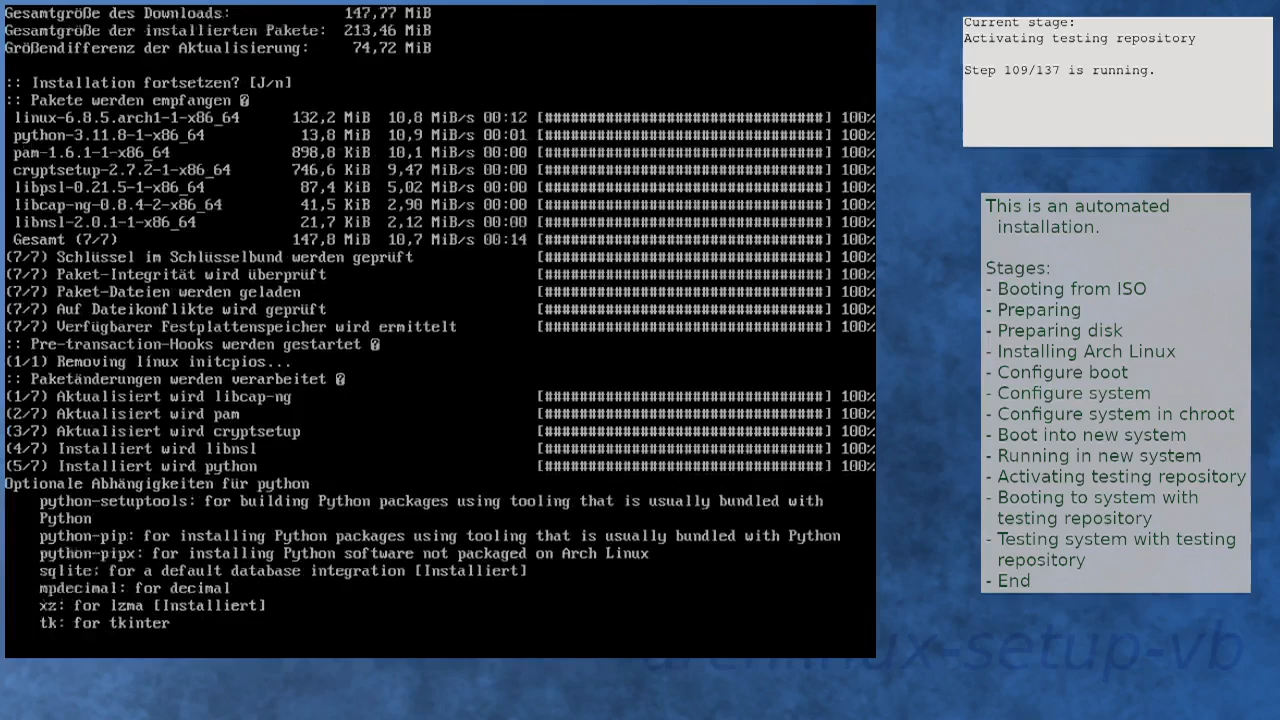 Gesamtgröße des Downloads: 147,77 MiB
Gesamtgröße der installierten Pakete: 213,46 MiB
Größendifferenz der Aktualisierung: 74,72 MiB
:: Installation fortsetzen? [J/n]
:: Pakete werden empfangen
linux-6.8.5.arch1-1-x86_64 132,2 MiB 10,8 MiB/s 00:12 [################################] 100%
python-3.11.8-1-x86_64 13,8 MiB 10,9 MiB/s 00:01 [################################] 100%
pam-1.6.1-1-x86_64 898,8 KiB 10,1 MiB/s 00:00 [################################] 100%
cryptsetup-2.7.2-1-x86_64 746,6 KiB 9,47 MiB/s 00:00 [################################] 100%
libpsl-0.21.5-1-x86_64 87,4 KiB 5,02 MiB/s 00:00 [################################] 100%
libcap-ng-0.8.4-2-x86_64 41,5 KiB 2,90 MiB/s 00:00 [################################] 100%
libnsl-2.0.1-1-x86_64 21,7 KiB 2,12 MiB/s 00:00 [################################] 100%
Gesamt (7/7) 147,8 MiB 10,7 MiB/s 00:14 [################################] 100%
(7/7) Schlüssel im Schlüsselbund werden geprüft [################################] 100%
(7/7) Paket-Integrität wird überprüft [################################] 100%
(7/7) Paket-Dateien werden geladen [################################] 100%
(7/7) Auf Dateikonflikte wird geprüft [################################] 100%
(7/7) Verfügbarer Festplattenspeicher wird ermittelt [################################] 100%
:: Pre-transaction-Hooks werden gestartet
(1/1) Removing linux initcpios...
:: Paketänderungen werden verarbeitet
(1/7) Aktualisiert wird libcap-ng [################################] 100%
(2/7) Aktualisiert wird pam [################################] 100%
(3/7) Aktualisiert wird cryptsetup [################################] 100%
(4/7) Installiert wird libnsl [################################] 100%
(5/7) Installiert wird python [################################] 100%
Optionale Abhängigkeiten für python
python-setuptools: for building Python packages using tooling that is usually bundled with
Python
python-pip: for installing Python packages using tooling that is usually bundled with Python
python-pipx: for installing Python software not packaged on Arch Linux
sqlite: for a default database integration [Installiert]
mpdecimal: for decimal
xz: for lzma [Installiert]
tk: for tkinter
Current stage:
Activating testing repository
Step 109/137 is running.
This is an automated
installation.
Stages:
- Booting from ISO
- Preparing
- Preparing disk
- Installing Arch Linux
- Configure boot
- Configure system
- Configure system in chroot
- Boot into new system
- Running in new system
- Activating testing repository
- Booting to system with
testing repository
- Testing system with testing
repository
- End
archlinux-setup-vb